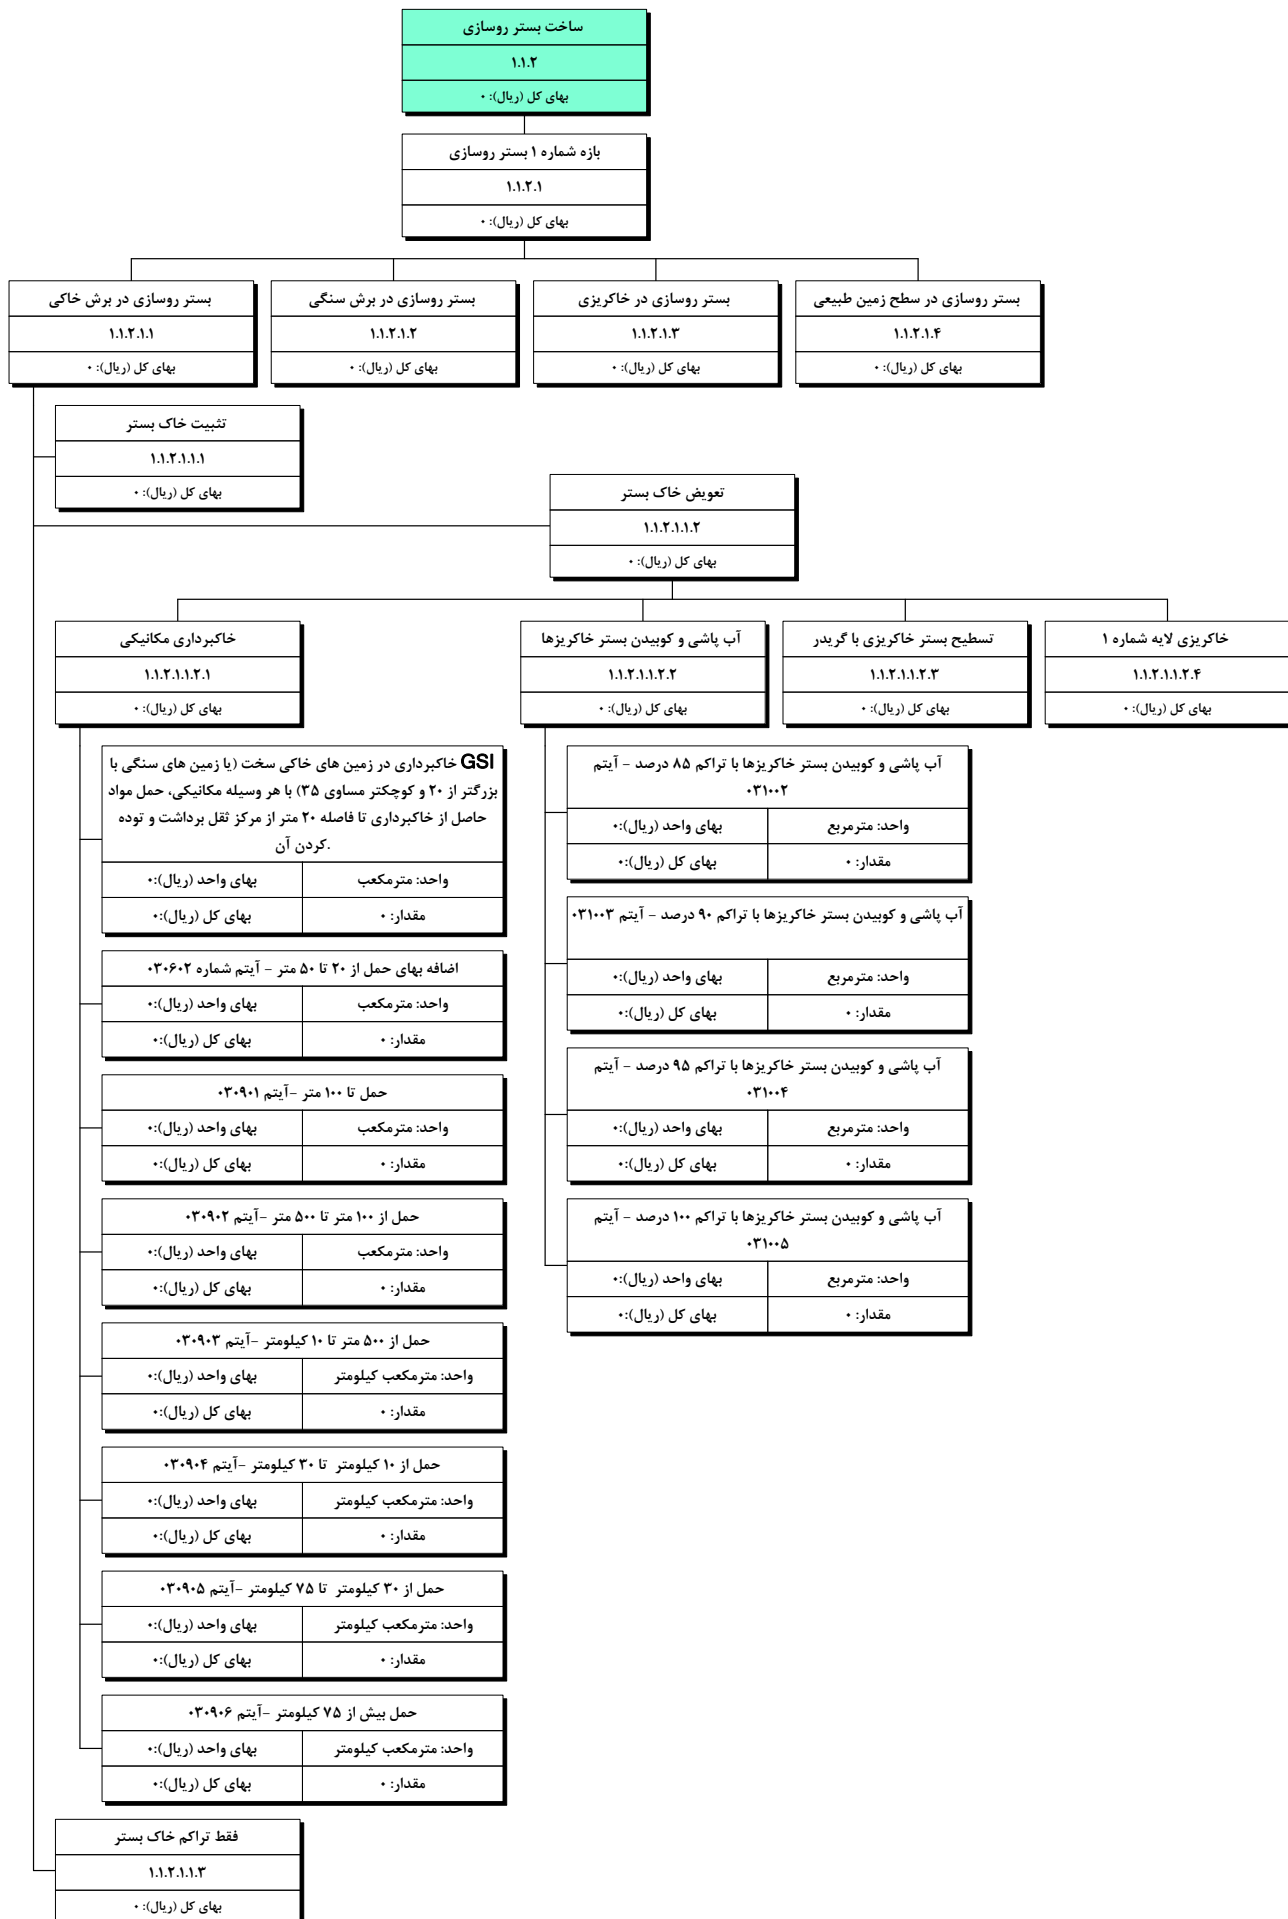 ساخت بستر روسازی
۱.۱.۲
بهای کل (ریال): ۰
بازه شماره ۱ بستر روسازی
۱.۱.۲.۱
بهای کل (ریال): ۰
بستر روسازی در برش خاکی
۱.۱.۲.۱.۱
بهای کل (ریال): ۰
بستر روسازی در برش سنگی
۱.۱.۲.۱.۲
بهای کل (ریال): ۰
بستر روسازی در خاکریزی
۱.۱.۲.۱.۳
بهای کل (ریال): ۰
بستر روسازی در سطح زمین طبیعی
۱.۱.۲.۱.۴
بهای کل (ریال): ۰
تثبیت خاک بستر
۱.۱.۲.۱.۱.۱
بهای کل (ریال): ۰
تعویض خاک بستر
۱.۱.۲.۱.۱.۲
بهای کل (ریال): ۰
خاکبرداری مکانیکی
۱.۱.۲.۱.۱.۲.۱
بهای کل (ریال): ۰
آب پاشی و کوبیدن بستر خاکریزها
۱.۱.۲.۱.۱.۲.۲
بهای کل (ریال): ۰
تسطیح بستر خاکریزی با گریدر
۱.۱.۲.۱.۱.۲.۳
بهای کل (ریال): ۰
خاکریزی لایه شماره ۱
۱.۱.۲.۱.۱.۲.۴
بهای کل (ریال): ۰
GSI خاکبرداری در زمین های خاکی سخت (یا زمین های سنگی با
بزرگتر از ۲۰ و کوچکتر مساوی ۳۵) با هر وسیله مکانیکی، حمل مواد
حاصل از خاکبرداری تا فاصله ۲۰ متر از مرکز ثقل برداشت و توده
کردن آن.
واحد: مترمکعب
بهای واحد (ریال):۰
مقدار: ۰
بهای کل (ریال):۰
اضافه بهای حمل از ۲۰ تا ۵۰ متر - آیتم شماره ۰۳۰۶۰۲
واحد: مترمکعب
بهای واحد (ریال):۰
مقدار: ۰
بهای کل (ریال):۰
حمل تا ۱۰۰ متر -آیتم ۰۳۰۹۰۱
واحد: مترمکعب
بهای واحد (ریال):۰
مقدار: ۰
بهای کل (ریال):۰
حمل از ۱۰۰ متر تا ۵۰۰ متر -آیتم ۰۳۰۹۰۲
واحد: مترمکعب
بهای واحد (ریال):۰
مقدار: ۰
بهای کل (ریال):۰
حمل از ۵۰۰ متر تا ۱۰ کیلومتر -آیتم ۰۳۰۹۰۳
واحد: مترمکعب کیلومتر
بهای واحد (ریال):۰
مقدار: ۰
بهای کل (ریال):۰
حمل از ۱۰ کیلومتر تا ۳۰ کیلومتر -آیتم ۰۳۰۹۰۴
واحد: مترمکعب کیلومتر
بهای واحد (ریال):۰
مقدار: ۰
بهای کل (ریال):۰
حمل از ۳۰ کیلومتر تا ۷۵ کیلومتر -آیتم ۰۳۰۹۰۵
واحد: مترمکعب کیلومتر
بهای واحد (ریال):۰
مقدار: ۰
بهای کل (ریال):۰
حمل بیش از ۷۵ کیلومتر -آیتم ۰۳۰۹۰۶
واحد: مترمکعب کیلومتر
بهای واحد (ریال):۰
مقدار: ۰
بهای کل (ریال):۰
آب پاشی و کوبیدن بستر خاکریزها با تراکم ۸۵ درصد - آیتم
۰۳۱۰۰۲
واحد: مترمربع
بهای واحد (ریال):۰
مقدار: ۰
بهای کل (ریال):۰
آب پاشی و کوبیدن بستر خاکریزها با تراکم ۹۰ درصد - آیتم ۰۳۱۰۰۳
واحد: مترمربع
بهای واحد (ریال):۰
مقدار: ۰
بهای کل (ریال):۰
آب پاشی و کوبیدن بستر خاکریزها با تراکم ۹۵ درصد - آیتم
۰۳۱۰۰۴
واحد: مترمربع
بهای واحد (ریال):۰
مقدار: ۰
بهای کل (ریال):۰
آب پاشی و کوبیدن بستر خاکریزها با تراکم ۱۰۰ درصد - آیتم
۰۳۱۰۰۵
واحد: مترمربع
بهای واحد (ریال):۰
مقدار: ۰
بهای کل (ریال):۰
فقط تراکم خاک بستر
۱.۱.۲.۱.۱.۳
بهای کل (ریال): ۰